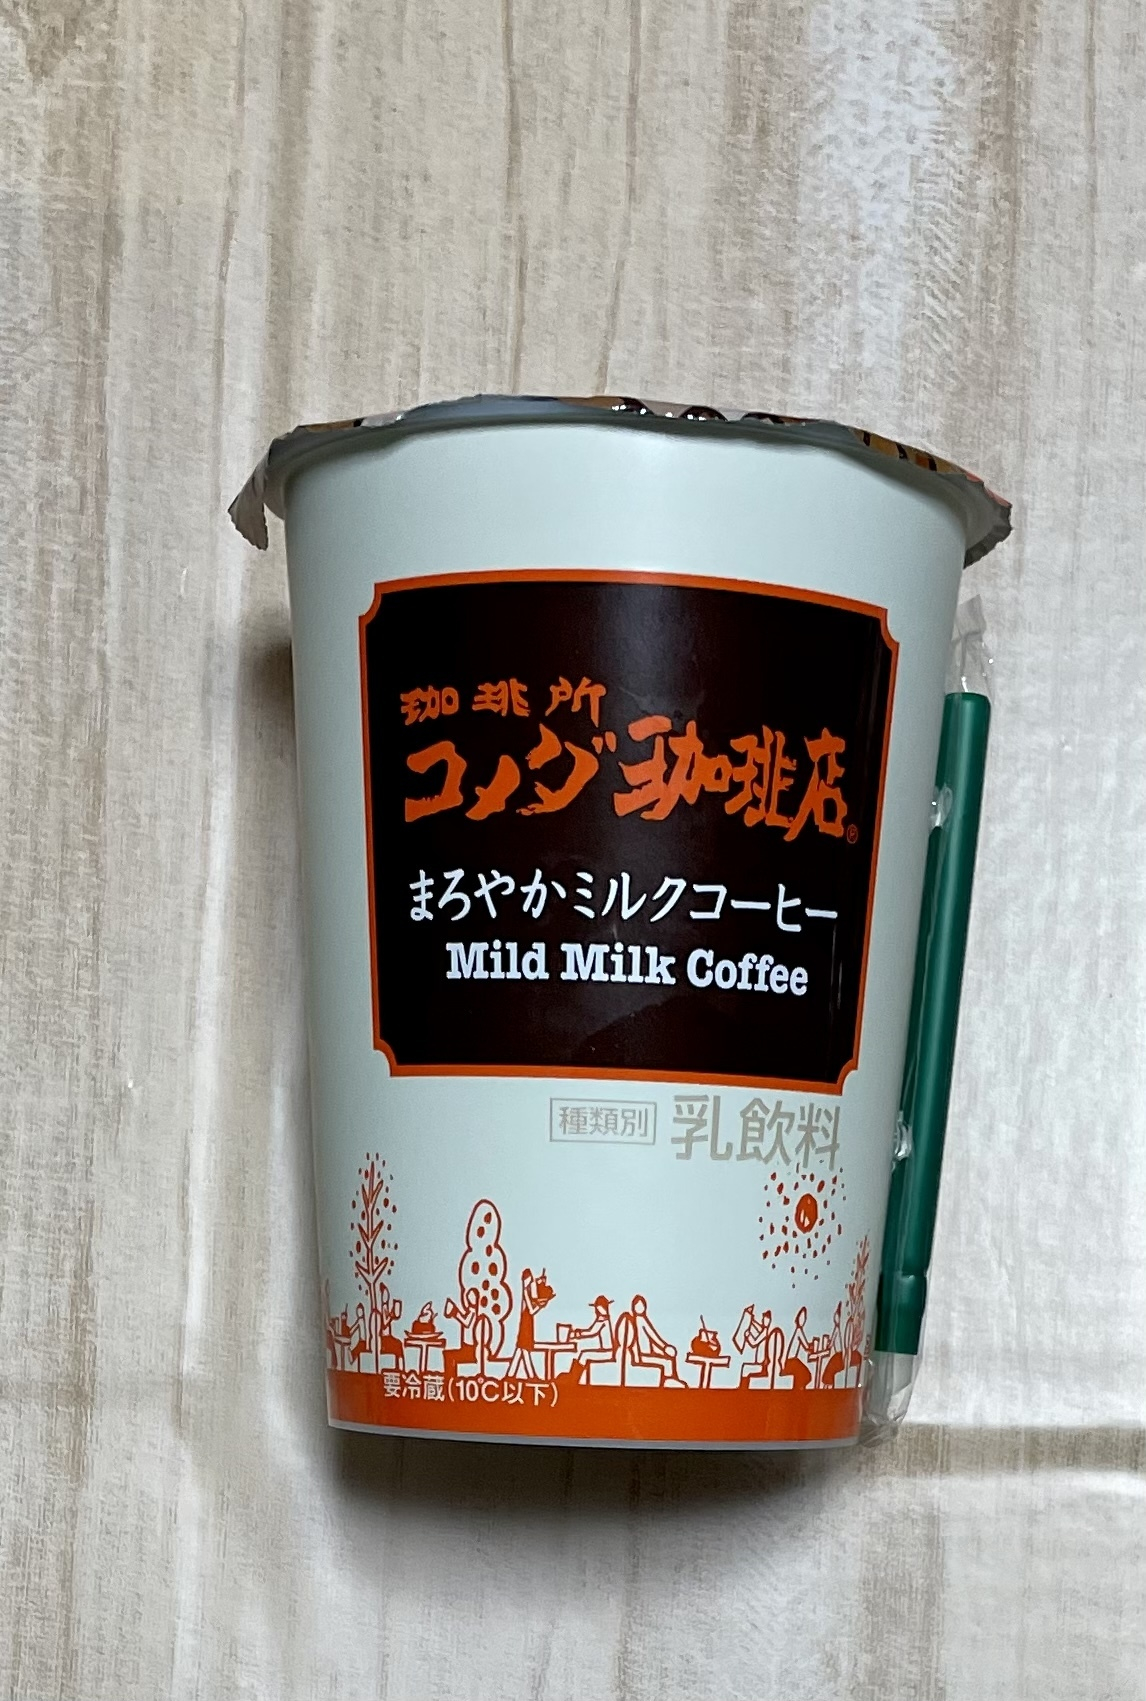 珈琲所
コメダ珈琲店®
まろやかミルクコーヒー
Mild Milk Coffee
種類別 乳飲料
要冷蔵(10℃以下)